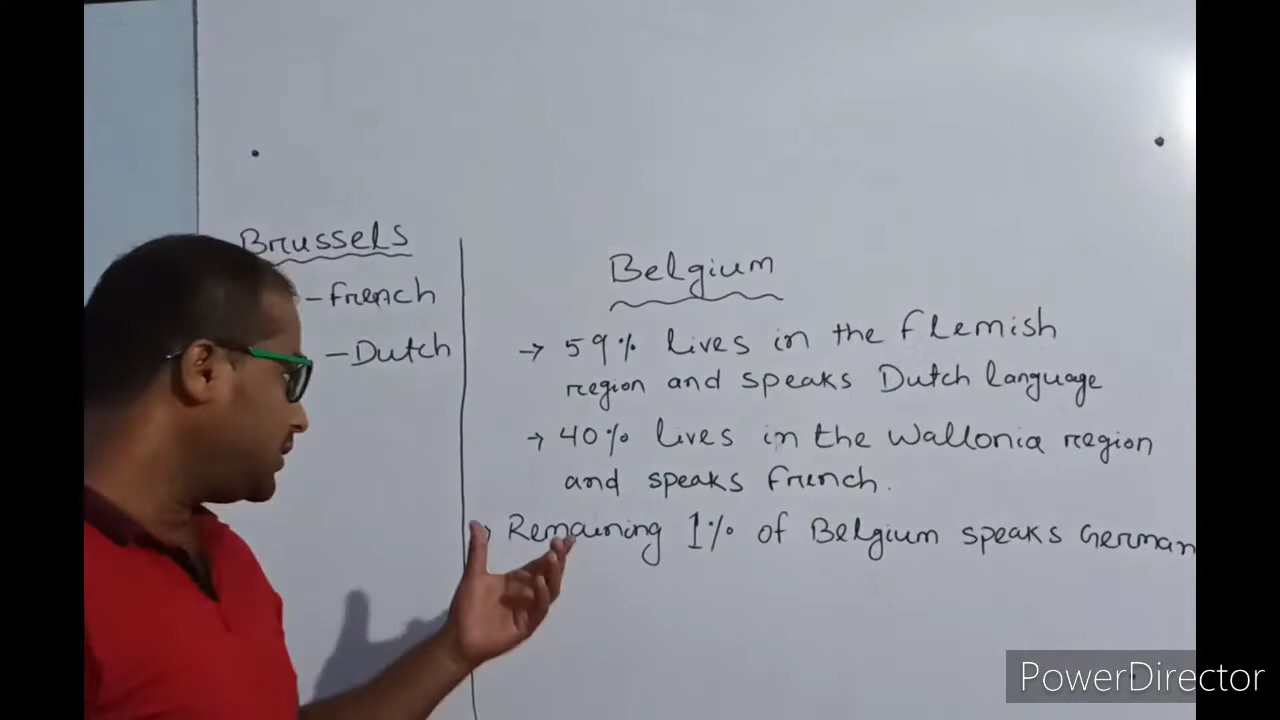 Brussels
- French
- Dutch
Belgium
→ 59% lives in the Flemish
region and speaks Dutch language
→ 40% lives in the Wallonia region
and speaks French.
Remaining 1% of Belgium speaks German
PowerDirector